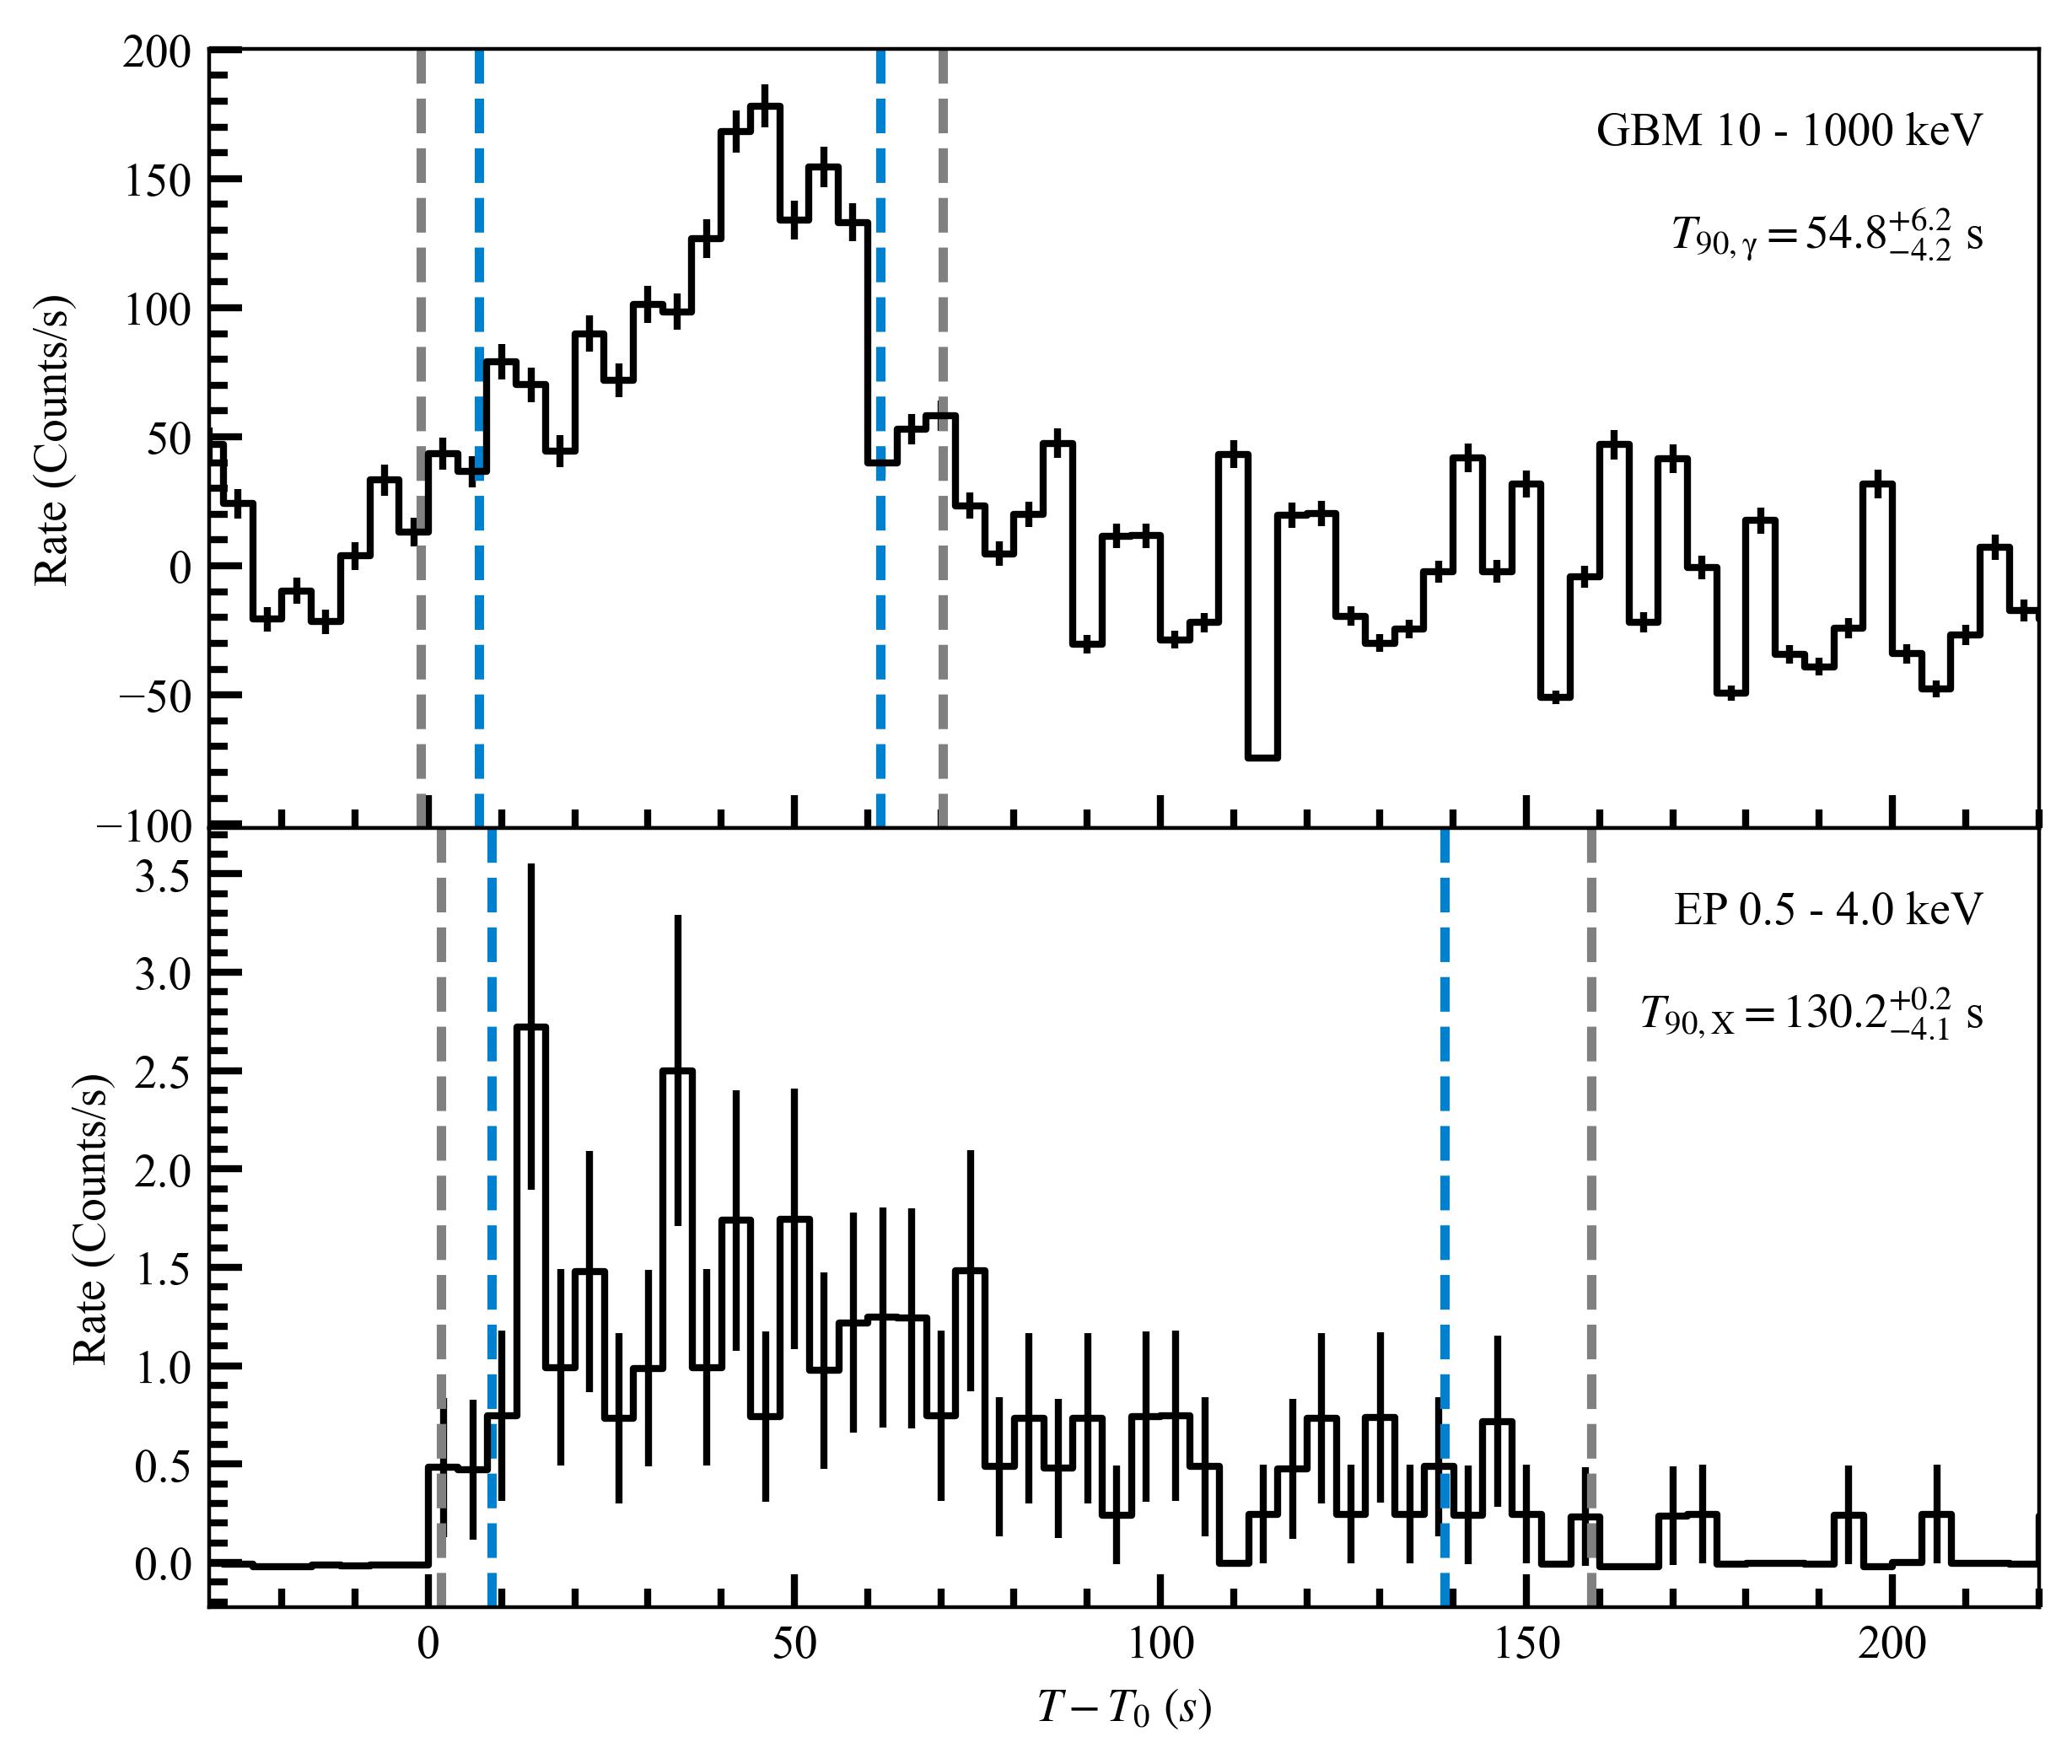 200
150
100
50
0
−50
−100
Rate (Counts/s)
GBM 10 - 1000 keV
T90, γ = 54.8 +6.2 −4.2 s
3.5
3.0
2.5
2.0
1.5
1.0
0.5
0.0
Rate (Counts/s)
EP 0.5 - 4.0 keV
T90, X = 130.2 +0.2 −4.1 s
0 50 100 150 200
T − T0 (s)